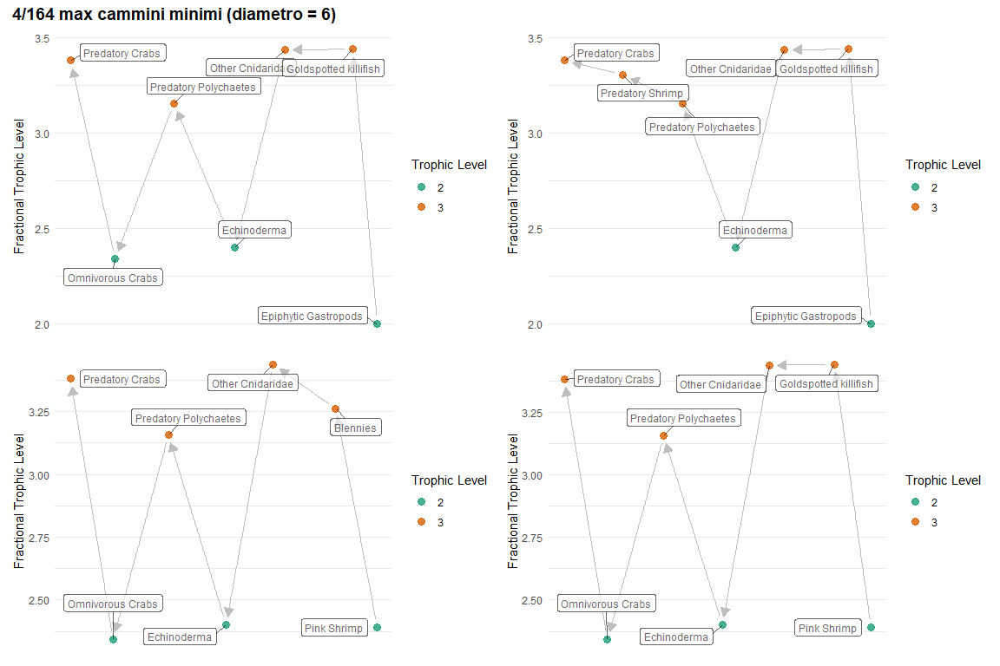 4/164 max cammini minimi (diametro = 6)
Fractional Trophic Level
3.5
3.0
2.5
2.0
Predatory Crabs
Other Cnidaridae
Goldspotted killifish
Predatory Polychaetes
Echinoderma
Omnivorous Crabs
Epiphytic Gastropods
Trophic Level
2
3
Fractional Trophic Level
3.5
3.0
2.5
2.0
Predatory Crabs
Other Cnidaridae
Goldspotted killifish
Predatory Shrimp
Predatory Polychaetes
Echinoderma
Epiphytic Gastropods
Trophic Level
2
3
Fractional Trophic Level
3.25
3.00
2.75
2.50
Predatory Crabs
Other Cnidaridae
Predatory Polychaetes
Blennies
Omnivorous Crabs
Echinoderma
Pink Shrimp
Trophic Level
2
3
Fractional Trophic Level
3.25
3.00
2.75
2.50
Predatory Crabs
Other Cnidaridae
Goldspotted killifish
Predatory Polychaetes
Omnivorous Crabs
Echinoderma
Pink Shrimp
Trophic Level
2
3